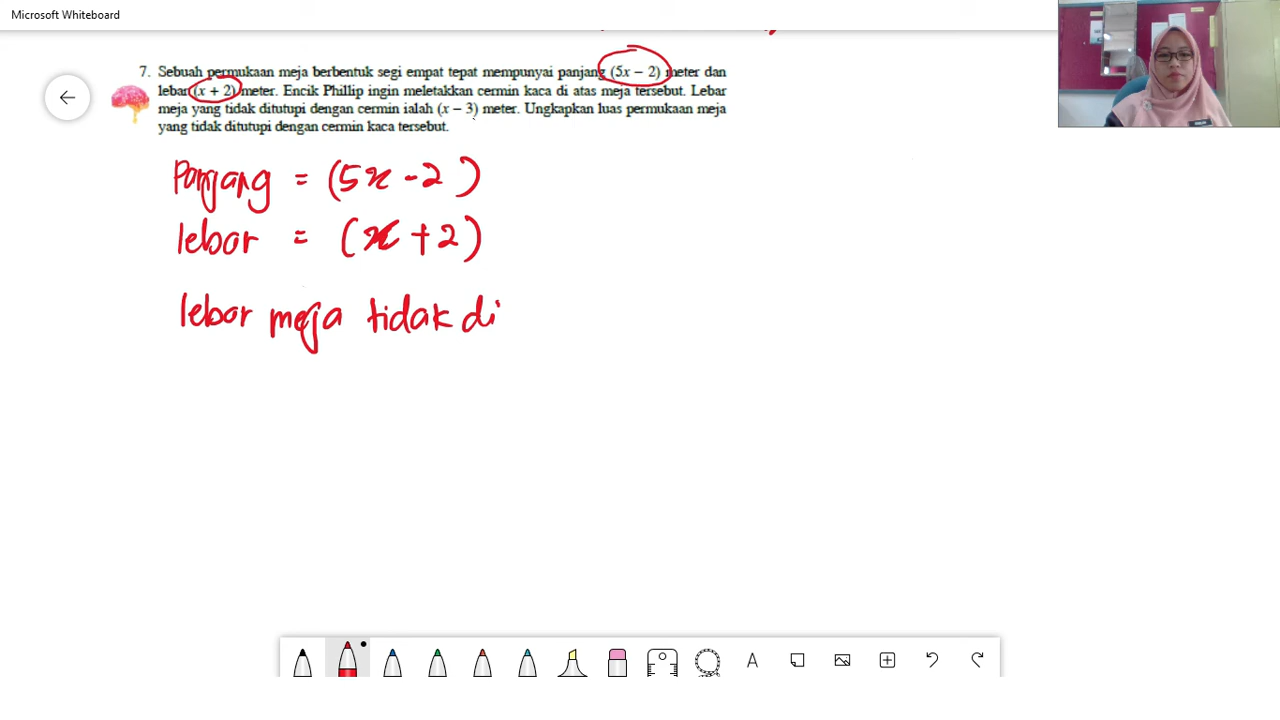 Microsoft Whiteboard
7. Sebuah permukaan meja berbentuk segi empat tepat mempunyai panjang (5x − 2) meter dan
lebar (x + 2) meter. Encik Phillip ingin meletakkan cermin kaca di atas meja tersebut. Lebar
meja yang tidak ditutupi dengan cermin ialah (x − 3) meter. Ungkapkan luas permukaan meja
yang tidak ditutupi dengan cermin kaca tersebut.
Panjang = (5x - 2)
lebar = (x + 2)
lebar meja tidak di